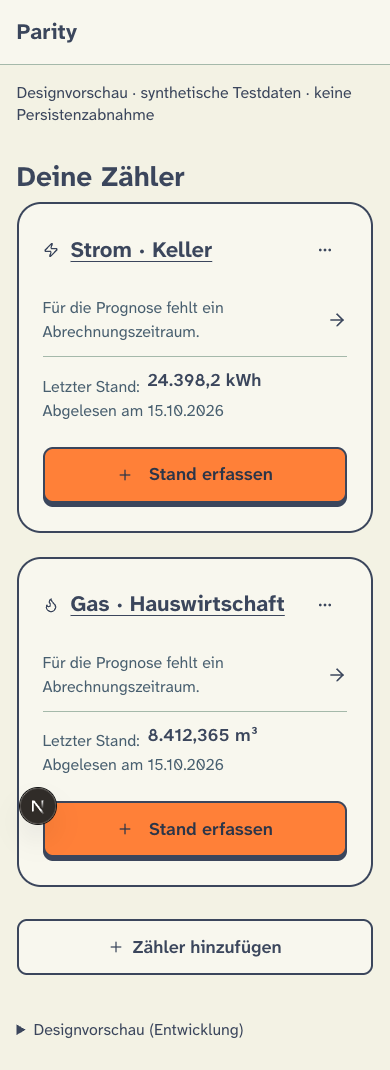 Parity
Designvorschau · synthetische Testdaten · keine
Persistenzabnahme
Deine Zähler
Strom · Keller
Für die Prognose fehlt ein
Abrechnungszeitraum.
Letzter Stand: 24.398,2 kWh
Abgelesen am 15.10.2026
+ Stand erfassen
Gas · Hauswirtschaft
Für die Prognose fehlt ein
Abrechnungszeitraum.
Letzter Stand: 8.412,365 m³
Abgelesen am 15.10.2026
N
+ Stand erfassen
+ Zähler hinzufügen
Designvorschau (Entwicklung)